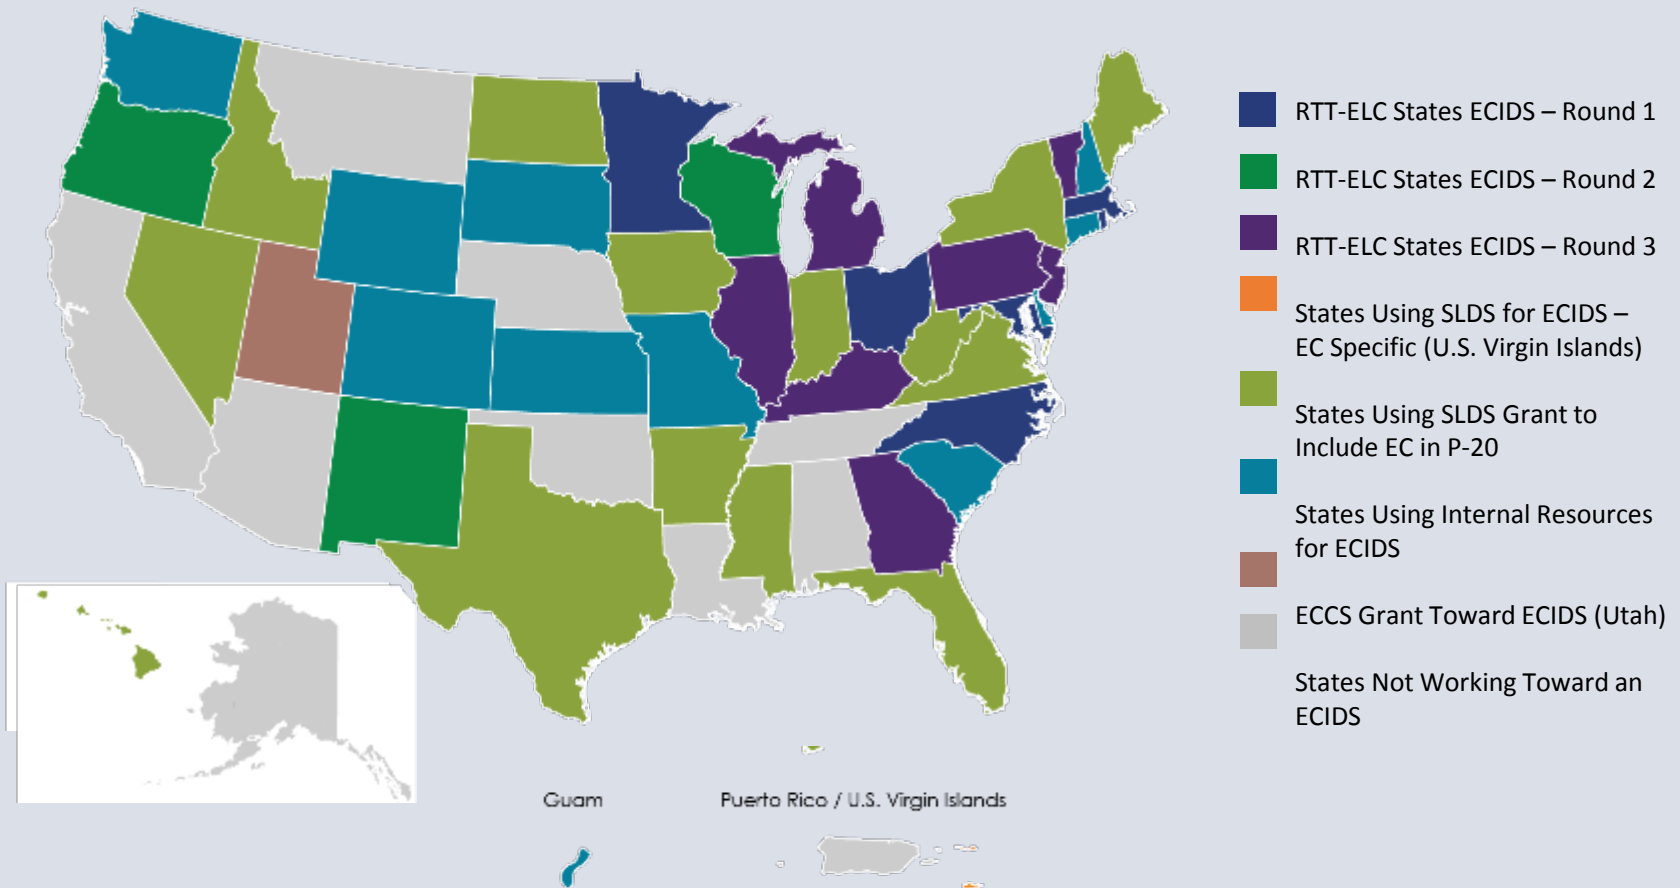 RTT-ELC States ECIDS – Round 1
RTT-ELC States ECIDS – Round 2
RTT-ELC States ECIDS – Round 3
States Using SLDS for ECIDS –
EC Specific (U.S. Virgin Islands)
States Using SLDS Grant to
Include EC in P-20
States Using Internal Resources
for ECIDS
ECCS Grant Toward ECIDS (Utah)
States Not Working Toward an
ECIDS
Guam
Puerto Rico / U.S. Virgin Islands